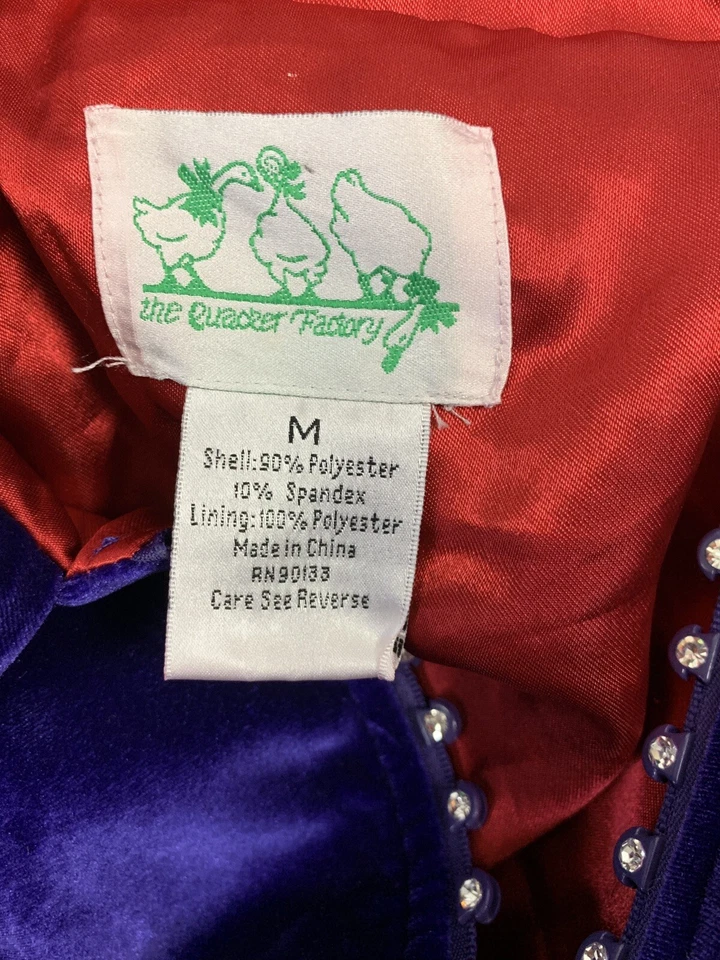 the Quacker Factory
M
Shell:90% Polyester
10% Spandex
Lining:100% Polyester
Made in China
RN90133
Care See Reverse